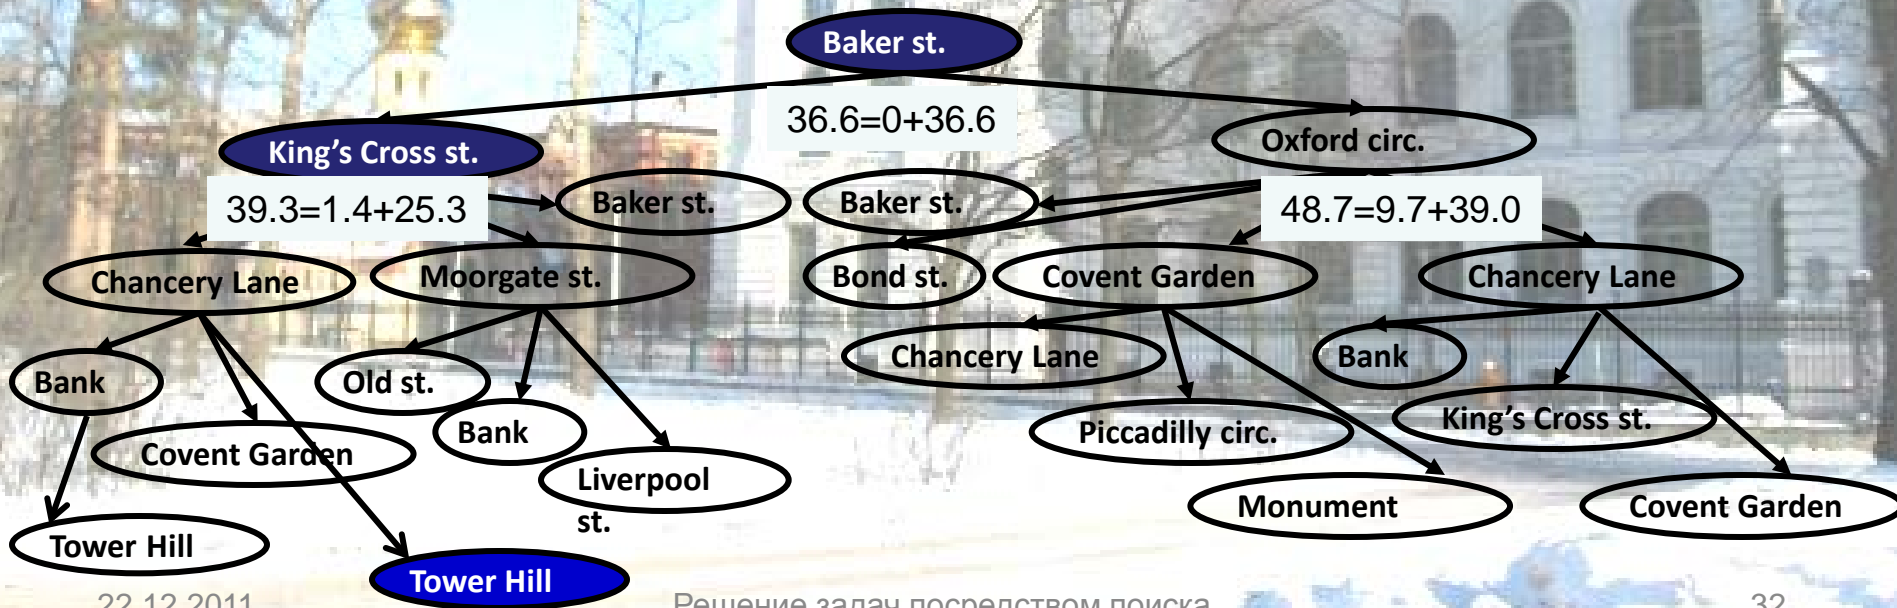 Baker st.
36.6=0+36.6
King's Cross st.
Oxford circ.
39.3=1.4+25.3
Baker st.
Baker st.
48.7=9.7+39.0
Chancery Lane
Moorgate st.
Bond st.
Covent Garden
Chancery Lane
Bank
Old st.
Chancery Lane
Bank
Covent Garden
Bank
Piccadilly circ.
King's Cross st.
Liverpool
st.
Monument
Covent Garden
Tower Hill
Tower Hill
22.12.2011
Решение задач посредством поиска
32